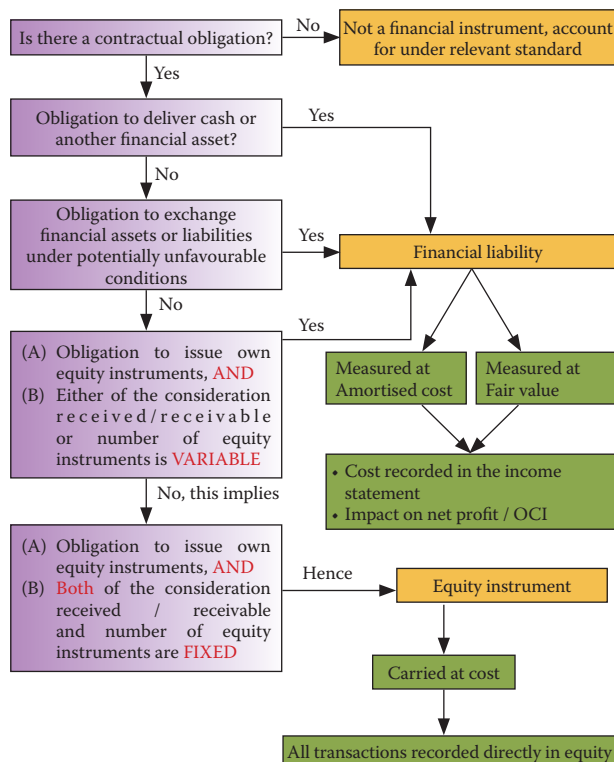 Is there a contractual obligation?
No
Not a financial instrument, account
for under relevant standard
Yes
Obligation to deliver cash or
another financial asset?
Yes
No
Obligation to exchange
financial assets or liabilities
under potentially unfavourable
conditions
Yes
Financial liability
No
Yes
(A) Obligation to issue own
equity instruments, AND
(B) Either of the consideration
received/receivable
or number of equity
instruments is VARIABLE
Measured at
Amortised cost
Measured at
Fair value
• Cost recorded in the income
statement
• Impact on net profit / OCI
No, this implies
(A) Obligation to issue own
equity instruments, AND
(B) Both of the consideration
received / receivable
and number of equity
instruments are FIXED
Hence
Equity instrument
Carried at cost
All transactions recorded directly in equity